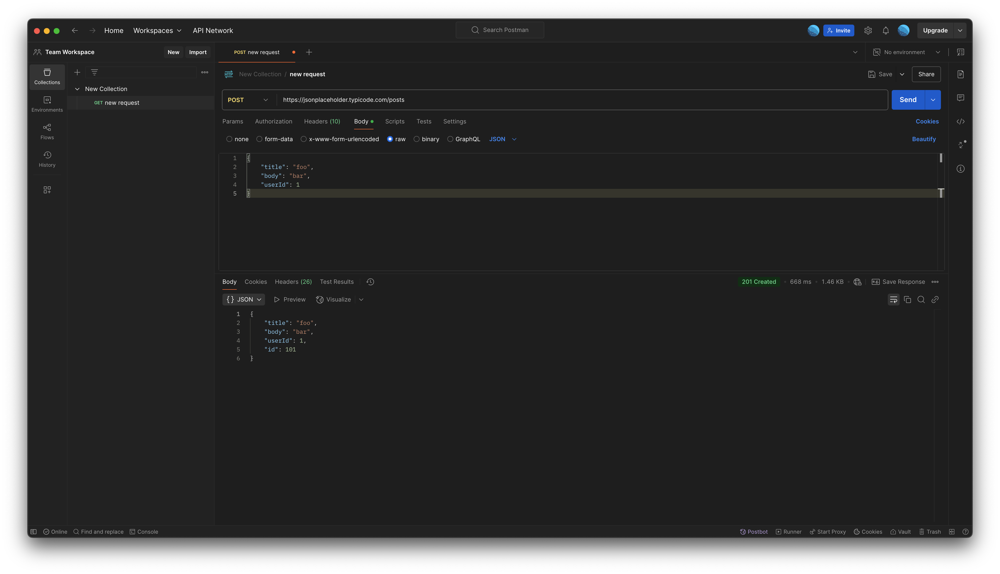 Home Workspaces API Network Search Postman Invite Upgrade
Team Workspace New Import POST new request No environment
Collections
Environments
Flows
History
New Collection
GET new request
HTTP New Collection / new request Save Share
POST https://jsonplaceholder.typicode.com/posts Send
Params Authorization Headers (10) Body Scripts Tests Settings Cookies
none form-data x-www-form-urlencoded raw binary GraphQL JSON Beautify
1 {
2 "title": "foo",
3 "body": "bar",
4 "userId": 1
5 }
Body Cookies Headers (26) Test Results 201 Created 668 ms 1.46 KB e.g. Save Response
{} JSON Preview Visualize
1 {
2 "title": "foo",
3 "body": "bar",
4 "userId": 1,
5 "id": 101
6 }
Online Find and replace Console Postbot Runner Start Proxy Cookies Vault Trash